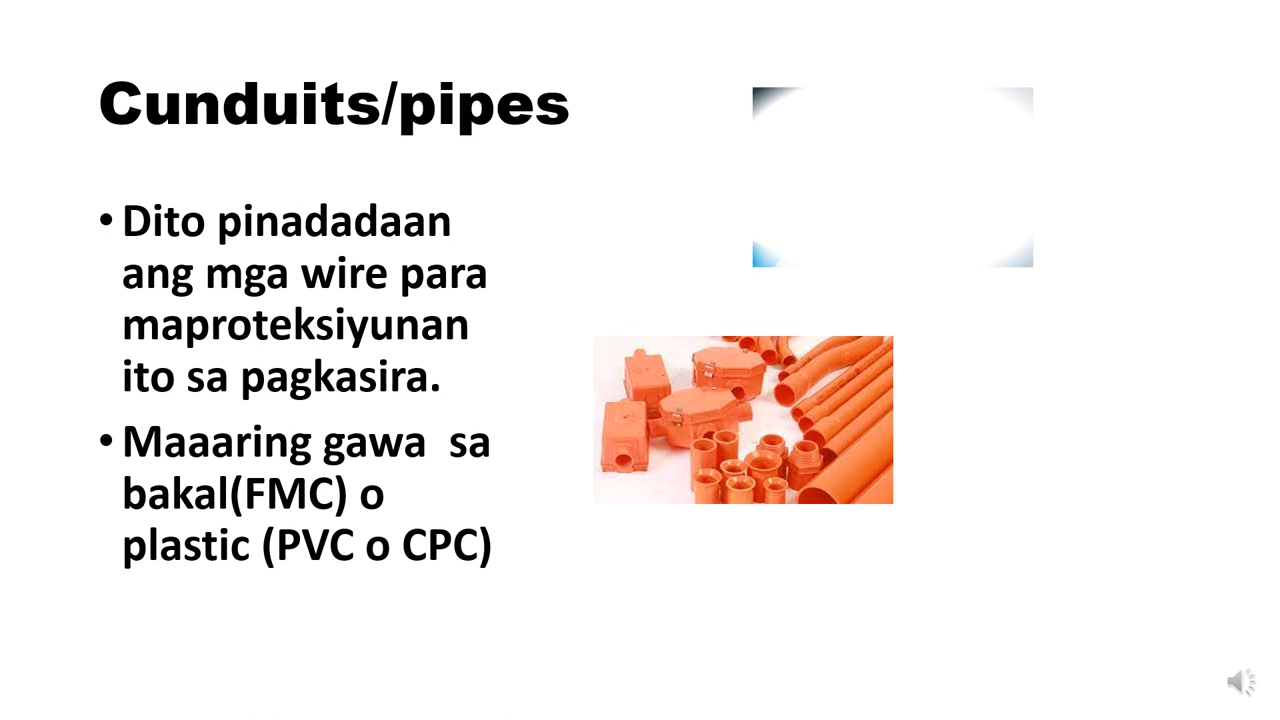 Cunduits/pipes
• Dito pinadadaan
ang mga wire para
maproteksiyunan
ito sa pagkasira.
• Maaaring gawa  sa
bakal(FMC) o
plastic (PVC o CPC)